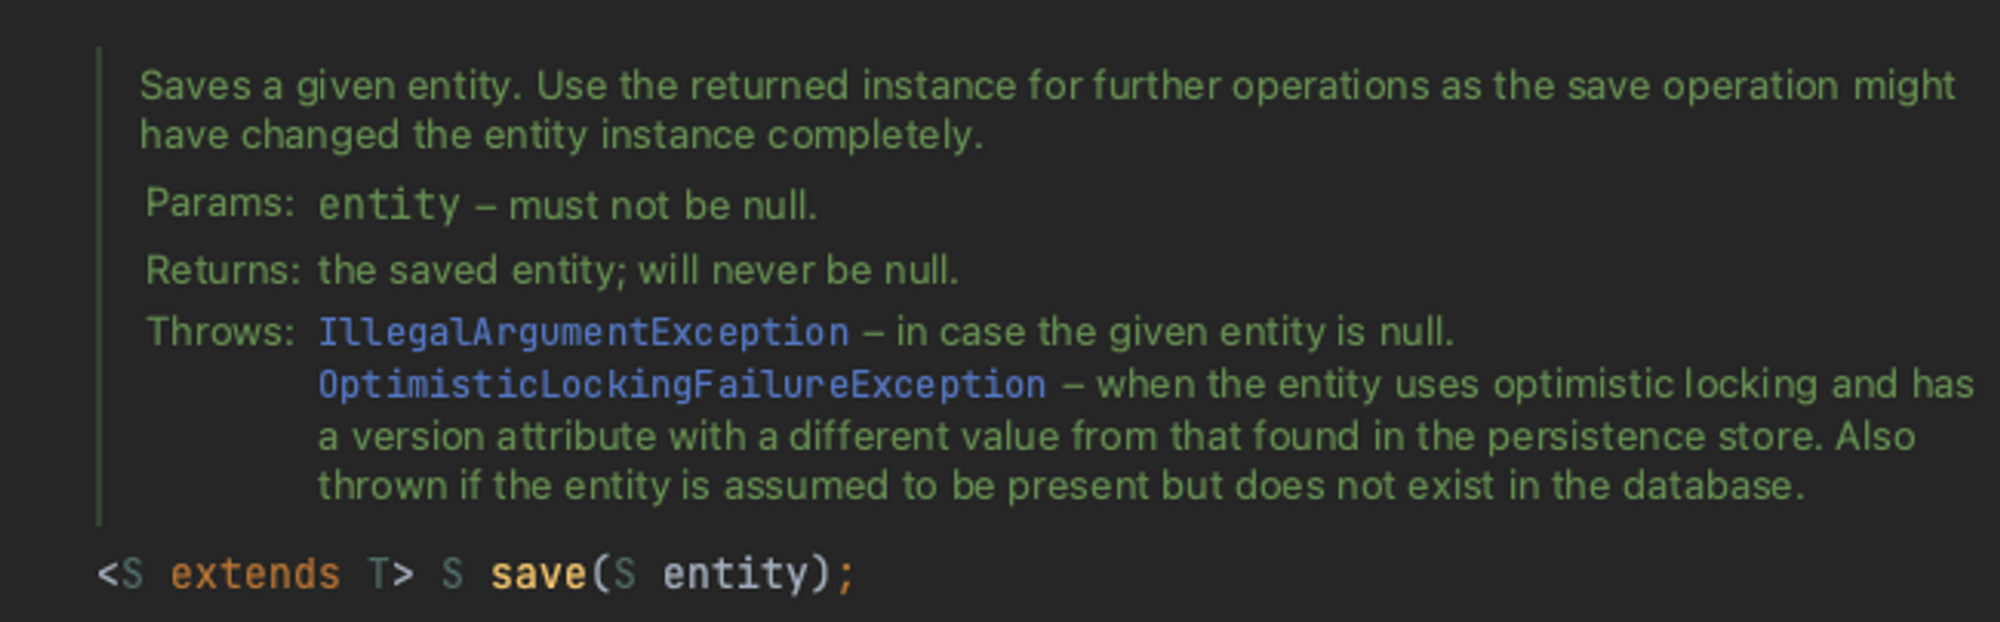 Saves a given entity. Use the returned instance for further operations as the save operation might
have changed the entity instance completely.
Params: entity – must not be null.
Returns: the saved entity; will never be null.
Throws: IllegalArgumentException – in case the given entity is null.
OptimisticLockingFailureException – when the entity uses optimistic locking and has
a version attribute with a different value from that found in the persistence store. Also
thrown if the entity is assumed to be present but does not exist in the database.
<S extends T> S save(S entity);